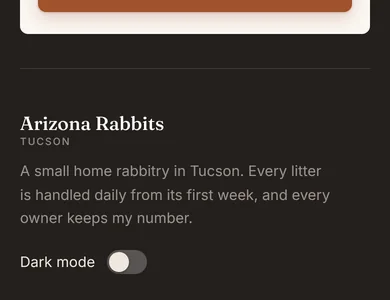 Arizona Rabbits
TUCSON
A small home rabbitry in Tucson. Every litter
is handled daily from its first week, and every
owner keeps my number.
Dark mode